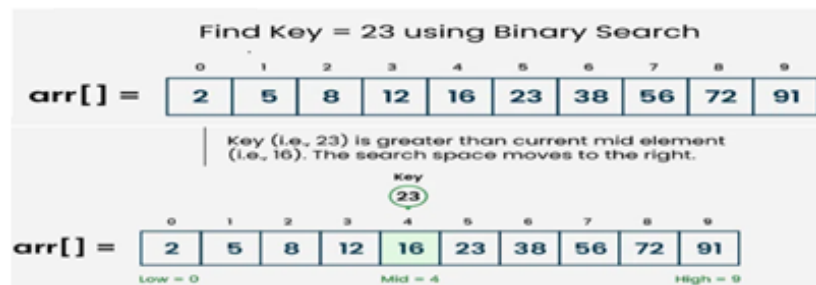 Find Key = 23 using Binary Search
0 1 2 3 4 5 6 7 8 9
arr[] = 2 5 8 12 16 23 38 56 72 91
Key (i.e., 23) is greater than current mid element
(i.e., 16). The search space moves to the right.
Key
23
0 1 2 3 4 5 6 7 8 9
arr[] = 2 5 8 12 16 23 38 56 72 91
Low = 0 Mid = 4 High = 9